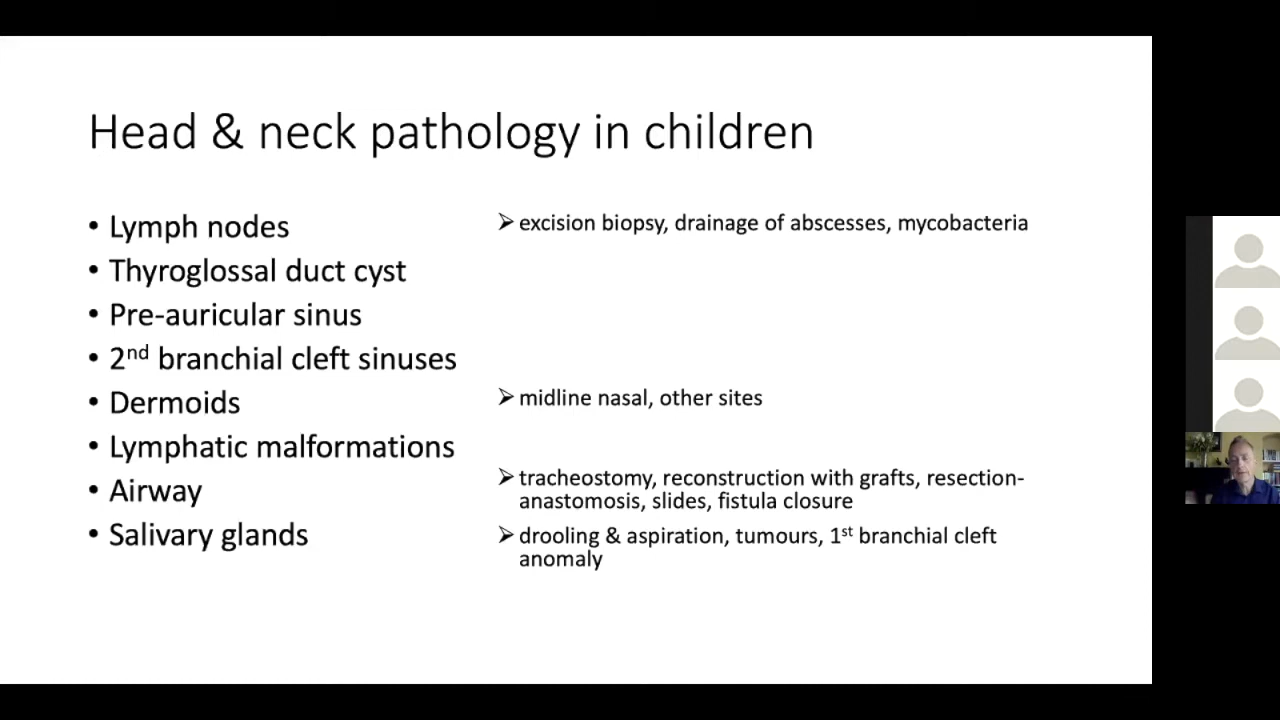 Head & neck pathology in children
• Lymph nodes
➢ excision biopsy, drainage of abscesses, mycobacteria
• Thyroglossal duct cyst
• Pre-auricular sinus
• 2nd branchial cleft sinuses
• Dermoids
➢ midline nasal, other sites
• Lymphatic malformations
• Airway
➢ tracheostomy, reconstruction with grafts, resection-
anastomosis, slides, fistula closure
• Salivary glands
➢ drooling & aspiration, tumours, 1st branchial cleft
anomaly